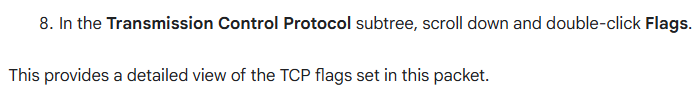 8. In the Transmission Control Protocol subtree, scroll down and double-click Flags.
This provides a detailed view of the TCP flags set in this packet.